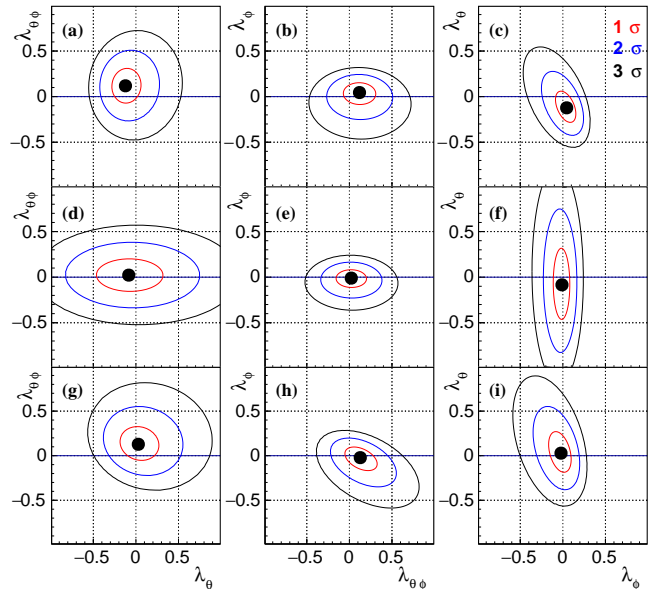 λθφ (a) 0.5 0 −0.5
λφ (b) 0.5 0 −0.5
λθ (c) 0.5 0 −0.5 1 σ 2 σ 3 σ
λθφ (d) 0.5 0 −0.5
λφ (e) 0.5 0 −0.5
λθ (f) 0.5 0 −0.5
λθφ (g) 0.5 0 −0.5
λφ (h) 0.5 0 −0.5
λθ (i) 0.5 0 −0.5
−0.5 0 0.5 −0.5 0 0.5 −0.5 0 0.5
λθ λθφ λφ